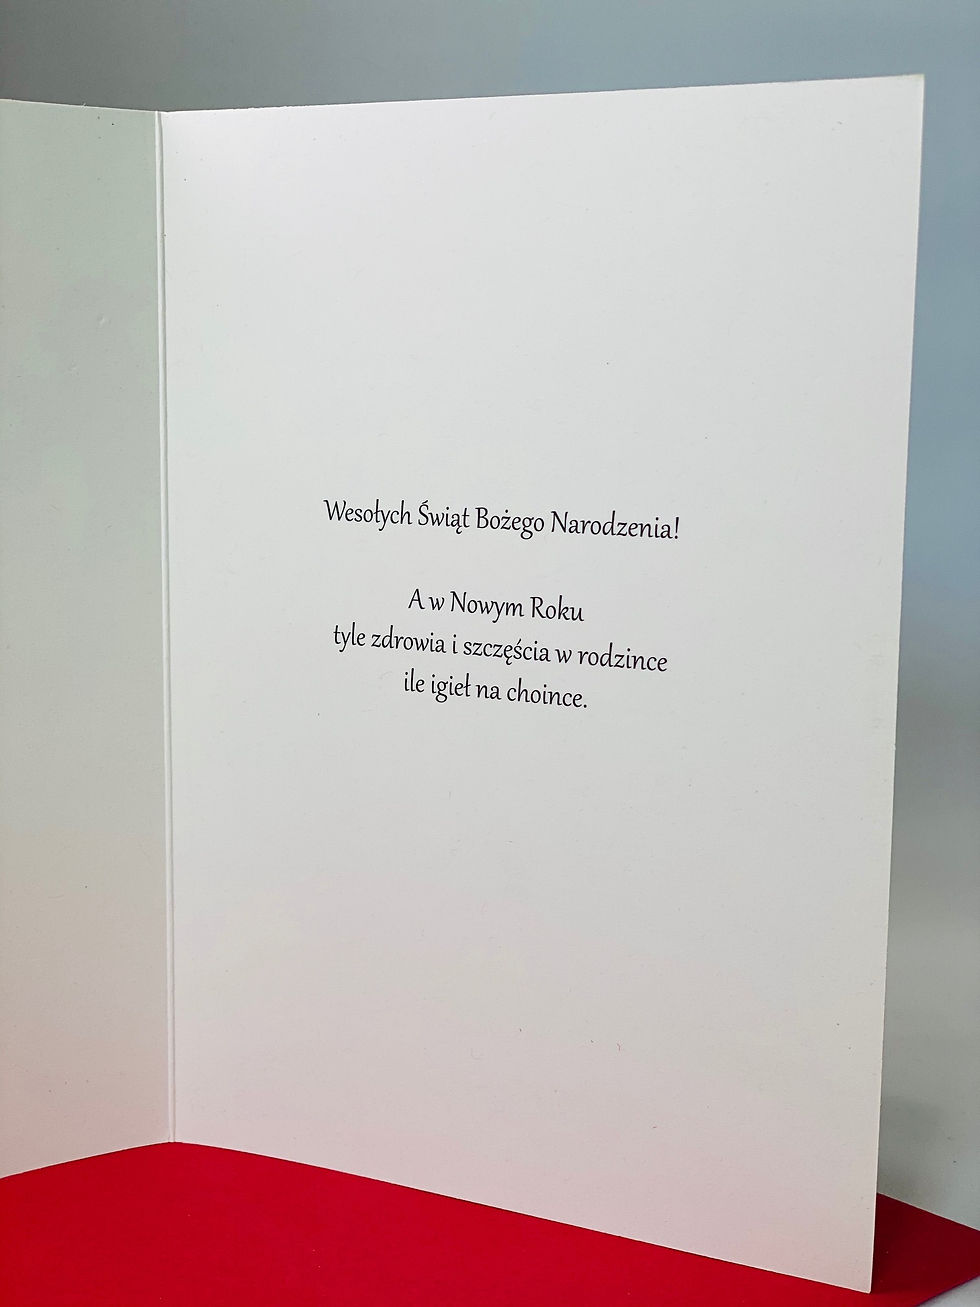 Wesołych Świąt Bożego Narodzenia!
A w Nowym Roku
tyle zdrowia i szczęścia w rodzince
ile igieł na choince.